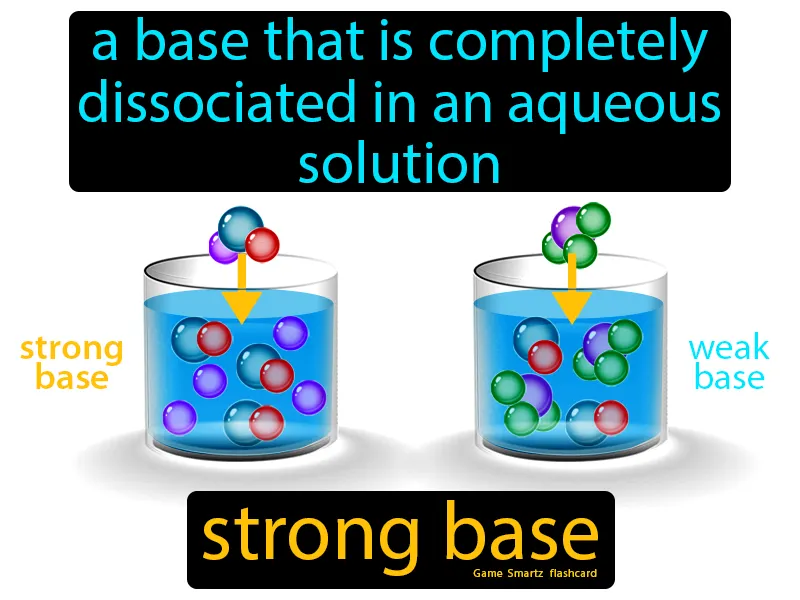 a base that is completely
dissociated in an aqueous
solution
strong
base
weak
base
strong base
Game Smartz flashcard